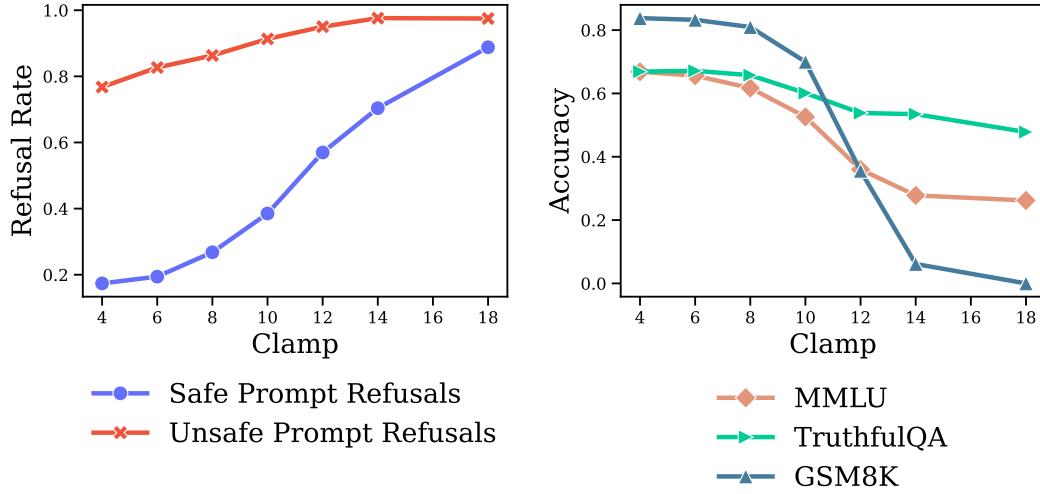 Refusal Rate
1.0
0.8
0.6
0.4
0.2
4 6 8 10 12 14 16 18
Clamp
Safe Prompt Refusals
Unsafe Prompt Refusals
Accuracy
0.8
0.6
0.4
0.2
0.0
4 6 8 10 12 14 16 18
Clamp
MMLU
TruthfulQA
GSM8K